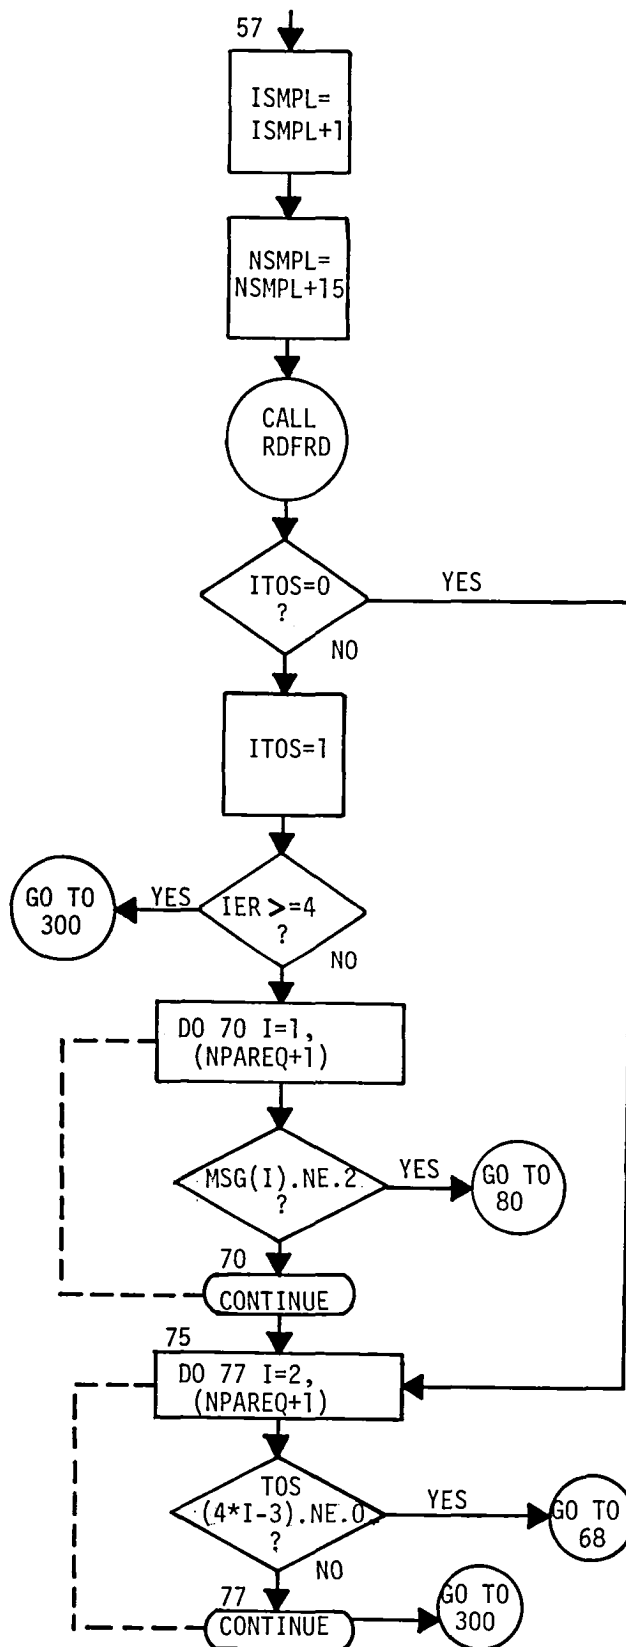 57
ISMPL=
ISMPL+1
NSMPL=
NSMPL+15
CALL
RDFRD
ITOS=0
?
YES
NO
ITOS=1
GO TO
300
YES
IER >=4
?
NO
DO 70 I=1,
(NPAREQ+1)
MSG(I).NE.2
?
YES
GO TO
80
70
CONTINUE
75
DO 77 I=2,
(NPAREQ+1)
TOS
(4*I-3).NE.0
?
YES
GO TO
68
NO
77
CONTINUE
GO TO
300